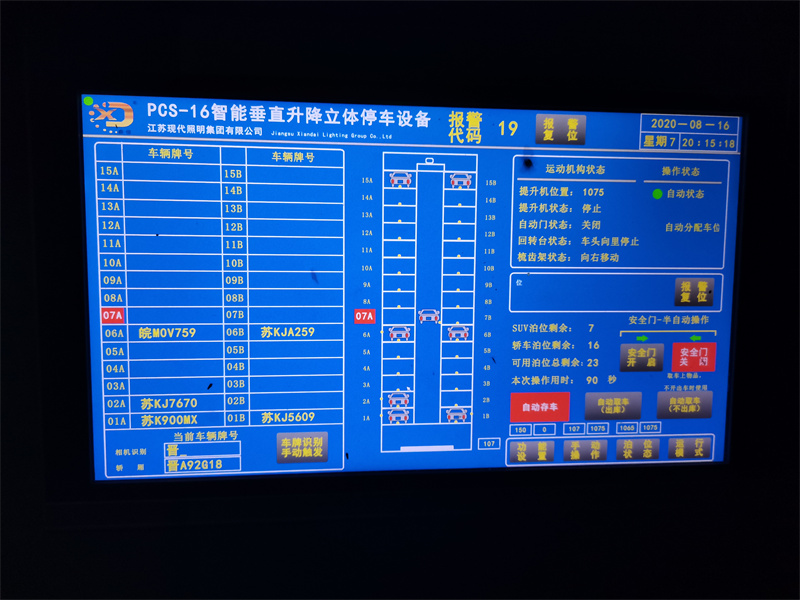 XD
PCS-16智能垂直升降立体停车设备
江苏现代照明集团有限公司 Jiangsu Xiandai Lighting Group Co.,Ltd
报警代码 19
报警复位
2020-08-16
星期7 20:15:18
车辆牌号 车辆牌号
15A 15B
14A 14B
13A 13B
12A 12B
11A 11B
10A 10B
09A 09B
08A 08B
07A 07B
06A 皖M0V759 06B 苏KJA259
05A 05B
04A 04B
03A 03B
02A 苏KJ7670 02B
01A 苏K900MX 01B 苏KJ5609
当前车辆牌号
相机识别 晋_
轿厢 晋A92G18
车牌识别
手动触发
15A 15B
14A 14B
13A 13B
12A 12B
11A 11B
10A 10B
9A 9B
8A 8B
07A 7B
6A 6B
5A 5B
4A 4B
3A 3B
2A 2B
1A 1B
107
运动机构状态 操作状态
提升机位置: 1075
提升机状态: 停止
自动门状态: 关闭
回转台状态: 车头向里停止
梳齿架状态: 向右移动
自动状态
自动分配车位
位
报警复位
SUV泊位剩余: 7
轿车泊位剩余: 16
可用泊位总剩余: 23
本次操作用时: 90 秒
安全门-半自动操作
安全门
开 启
安全门
关 闭
取车上物品,
不开出车时使用
自动存车
自动取车
(出库)
自动取车
(不出库)
150 0 107 1075 1065 1075
功能设置
手动操作
泊位状态
运行模式